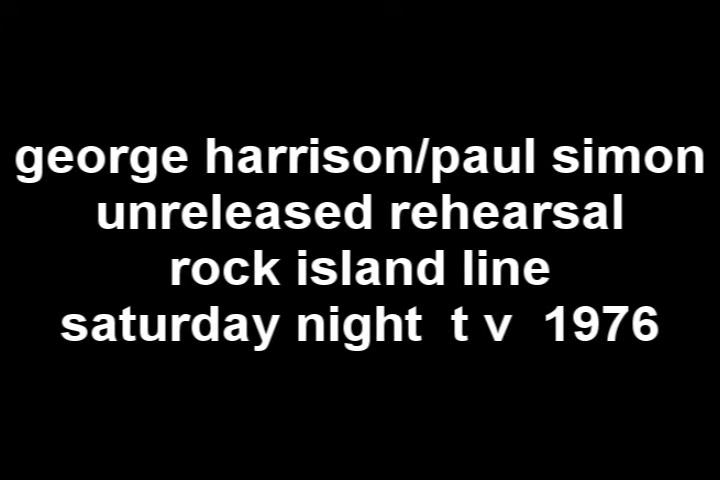 george harrison/paul simon
unreleased rehearsal
rock island line
saturday night  t v  1976